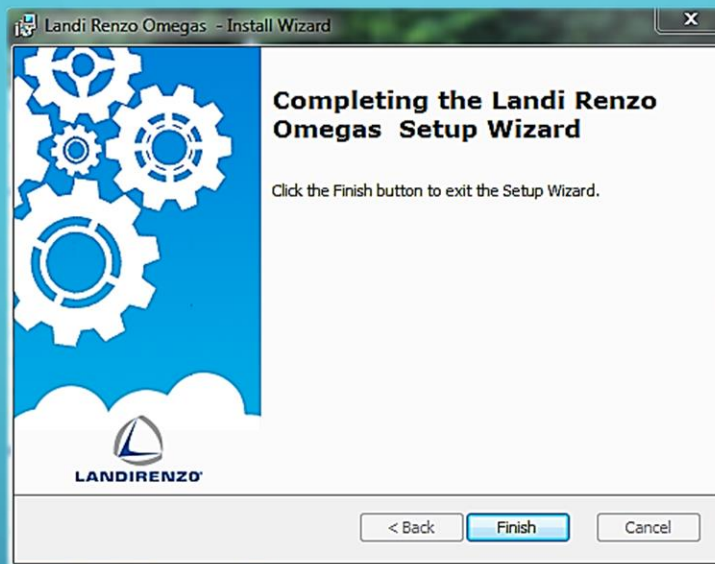 Landi Renzo Omegas - Install Wizard
x
Completing the Landi Renzo
Omegas Setup Wizard
Click the Finish button to exit the Setup Wizard.
LANDIRENZO®
< Back
Finish
Cancel